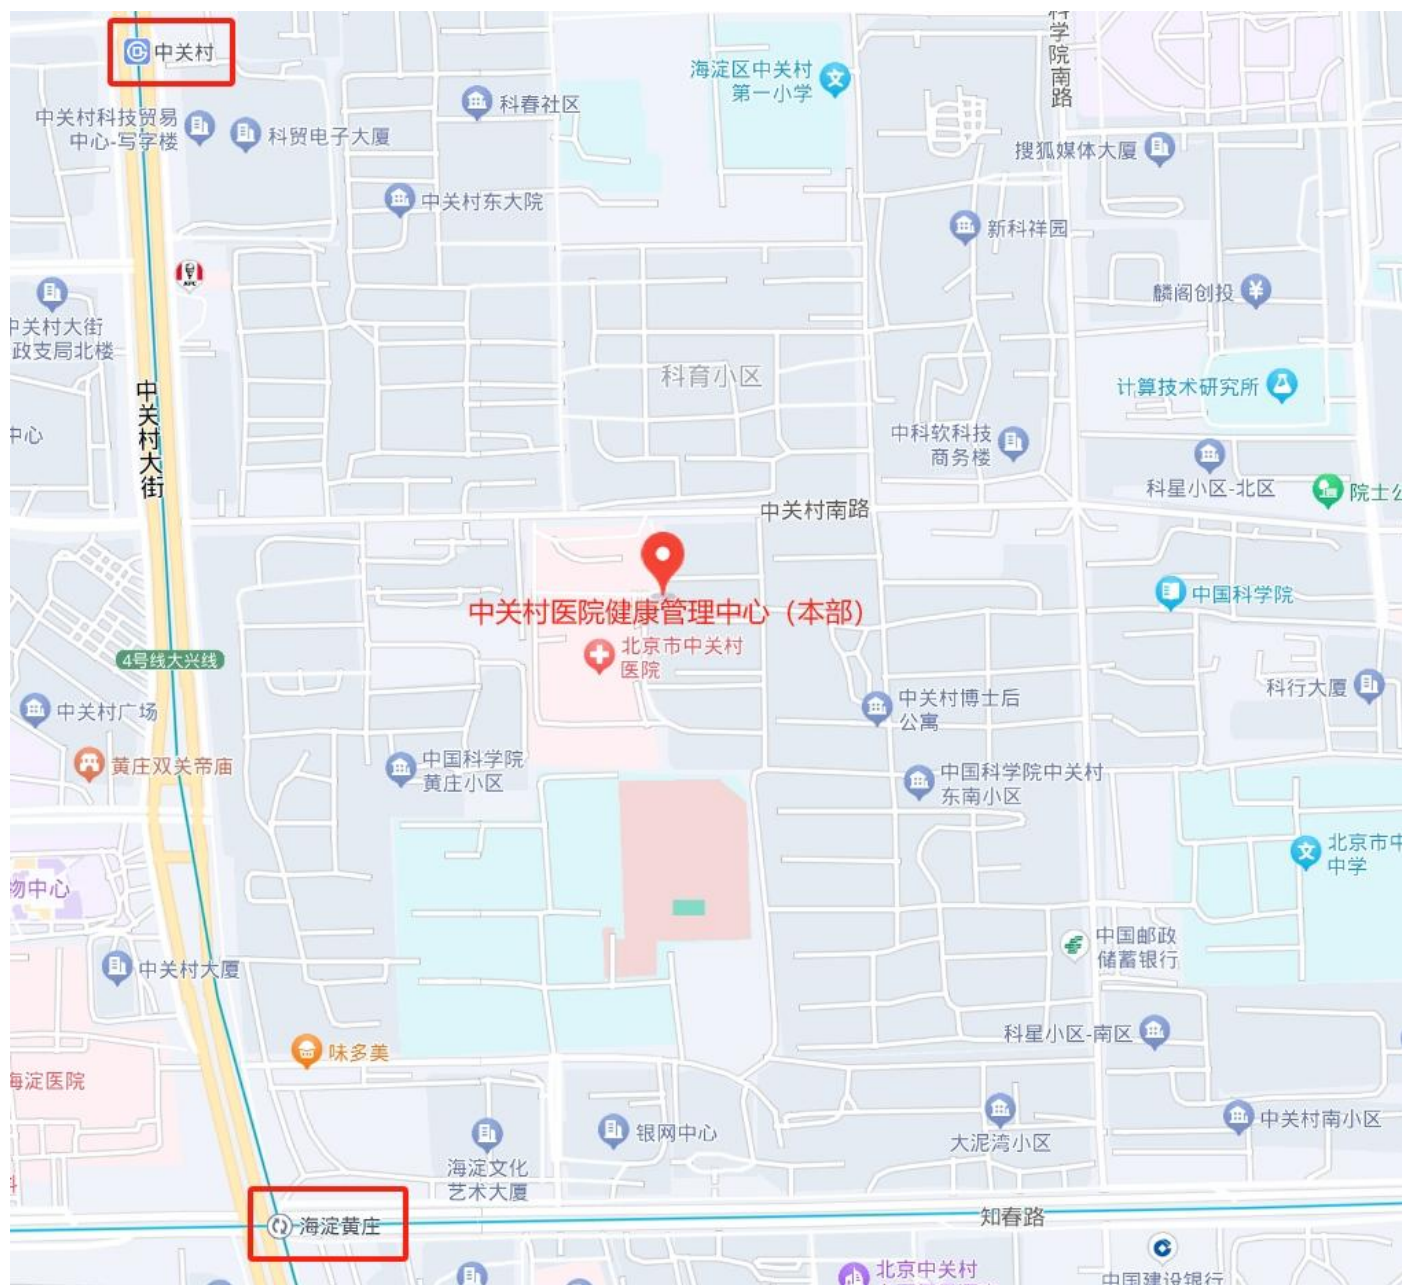 中关村
中关村科技贸易
中心-写字楼
科贸电子大厦
科春社区
海淀区中关村
第一小学
科学院南路
搜狐媒体大厦
中关村东大院
新科祥园
KFC
麟阁创投
中关村大街
政支局北楼
科育小区
计算技术研究所
中关村大街
中心
中科软科技
商务楼
科星小区-北区
院士公
中关村南路
中关村医院健康管理中心（本部）
中国科学院
北京市中关村
医院
4号线大兴线
中关村广场
科行大厦
中关村博士后
公寓
黄庄双关帝庙
中国科学院
黄庄小区
中国科学院中关村
东南小区
北京市中
中学
物中心
中关村大厦
中国邮政
储蓄银行
科星小区-南区
味多美
海淀医院
银网中心
大泥湾小区
中关村南小区
海淀文化
艺术大厦
海淀黄庄
知春路
北京中关村
中国建设银行